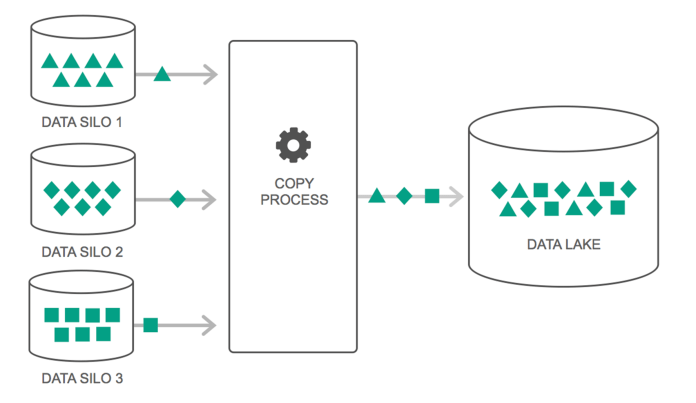 DATA SILO 1
DATA SILO 2
DATA SILO 3
COPY
PROCESS
DATA LAKE